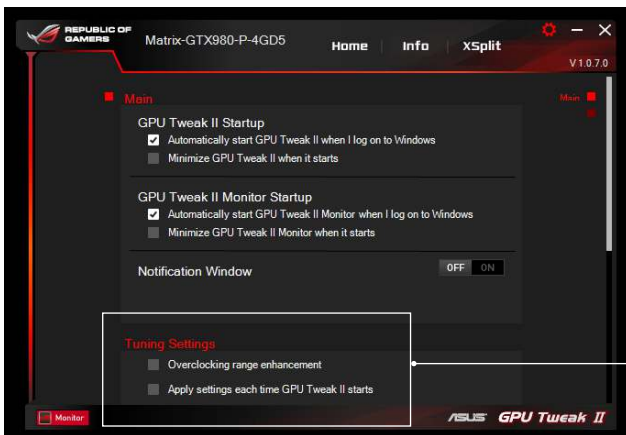 REPUBLIC OF
GAMERS
Matrix-GTX980-P-4GD5
Home
Info
XSplit
V 1.0.7.0
Main
Main
GPU Tweak II Startup
Automatically start GPU Tweak II when I log on to Windows
Minimize GPU Tweak II when it starts
GPU Tweak II Monitor Startup
Automatically start GPU Tweak II Monitor when I log on to Windows
Minimize GPU Tweak II Monitor when it starts
Notification Window
OFF ON
Tuning Settings
Overclocking range enhancement
Apply settings each time GPU Tweak II starts
Monitor
ASUS GPU Tweak II